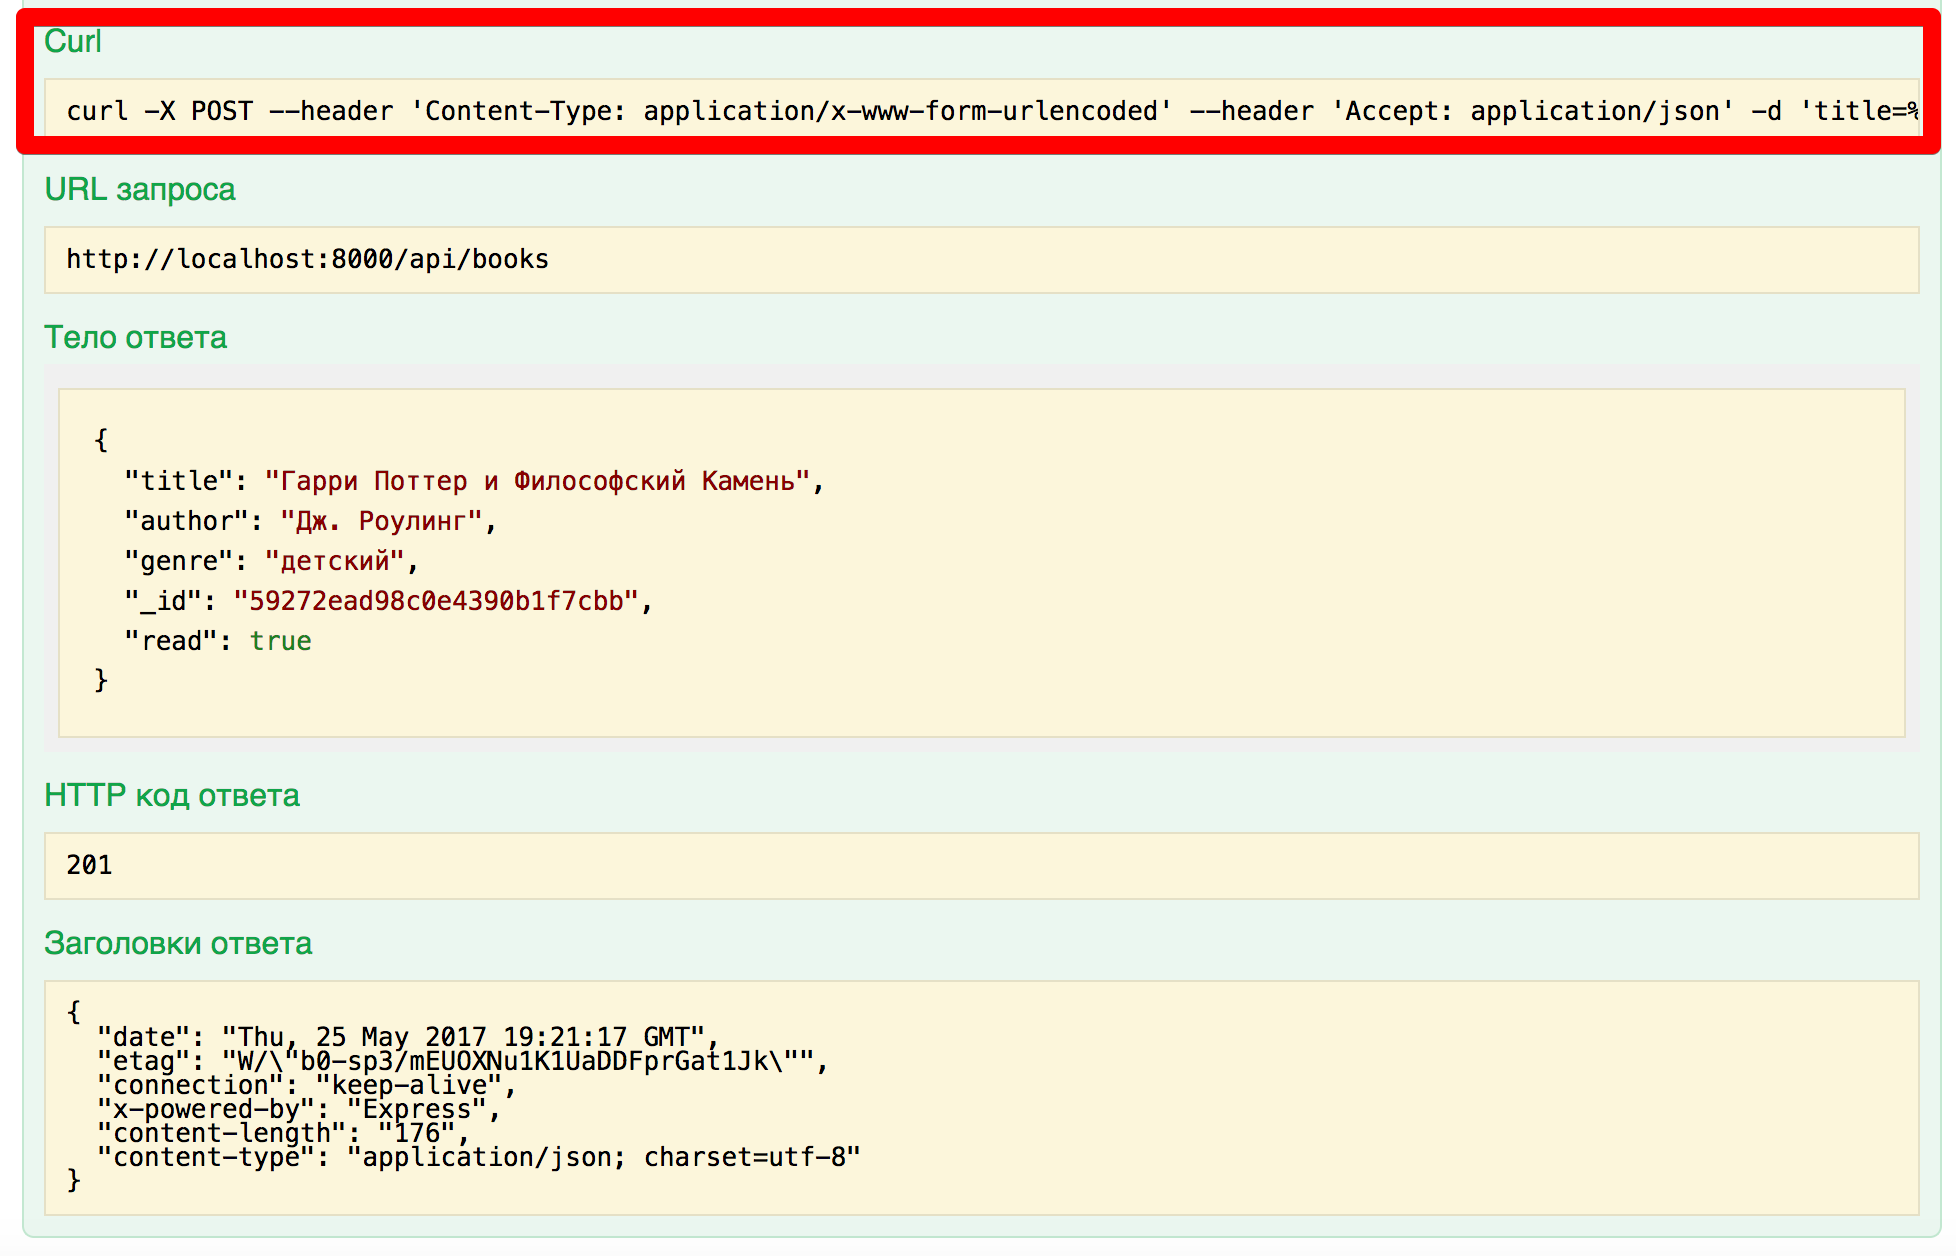 Curl
curl -X POST --header 'Content-Type: application/x-www-form-urlencoded' --header 'Accept: application/json' -d 'title=%
URL запроса
http://localhost:8000/api/books
Тело ответа
{
  "title": "Гарри Поттер и Философский Камень",
  "author": "Дж. Роулинг",
  "genre": "детский",
  "_id": "59272ead98c0e4390b1f7cbb",
  "read": true
}
HTTP код ответа
201
Заголовки ответа
{
  "date": "Thu, 25 May 2017 19:21:17 GMT",
  "etag": "W/\"b0-sp3/mEUOXNu1K1UaDDFprGat1Jk\"",
  "connection": "keep-alive",
  "x-powered-by": "Express",
  "content-length": "176",
  "content-type": "application/json; charset=utf-8"
}